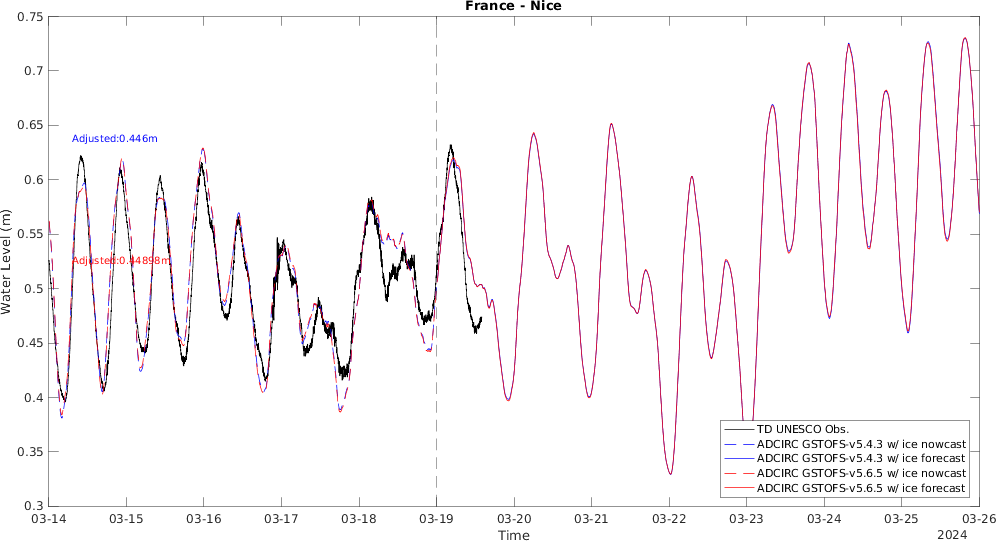 France - Nice
0.75
0.7
0.65
0.6
0.55
0.5
0.45
0.4
0.35
0.3
Water Level (m)
Adjusted:0.446m
Adjusted:0.44898m
TD UNESCO Obs.
ADCIRC GSTOFS-v5.4.3 w/ ice nowcast
ADCIRC GSTOFS-v5.4.3 w/ ice forecast
ADCIRC GSTOFS-v5.6.5 w/ ice nowcast
ADCIRC GSTOFS-v5.6.5 w/ ice forecast
03-14 03-15 03-16 03-17 03-18 03-19 03-20 03-21 03-22 03-23 03-24 03-25 03-26
Time
2024